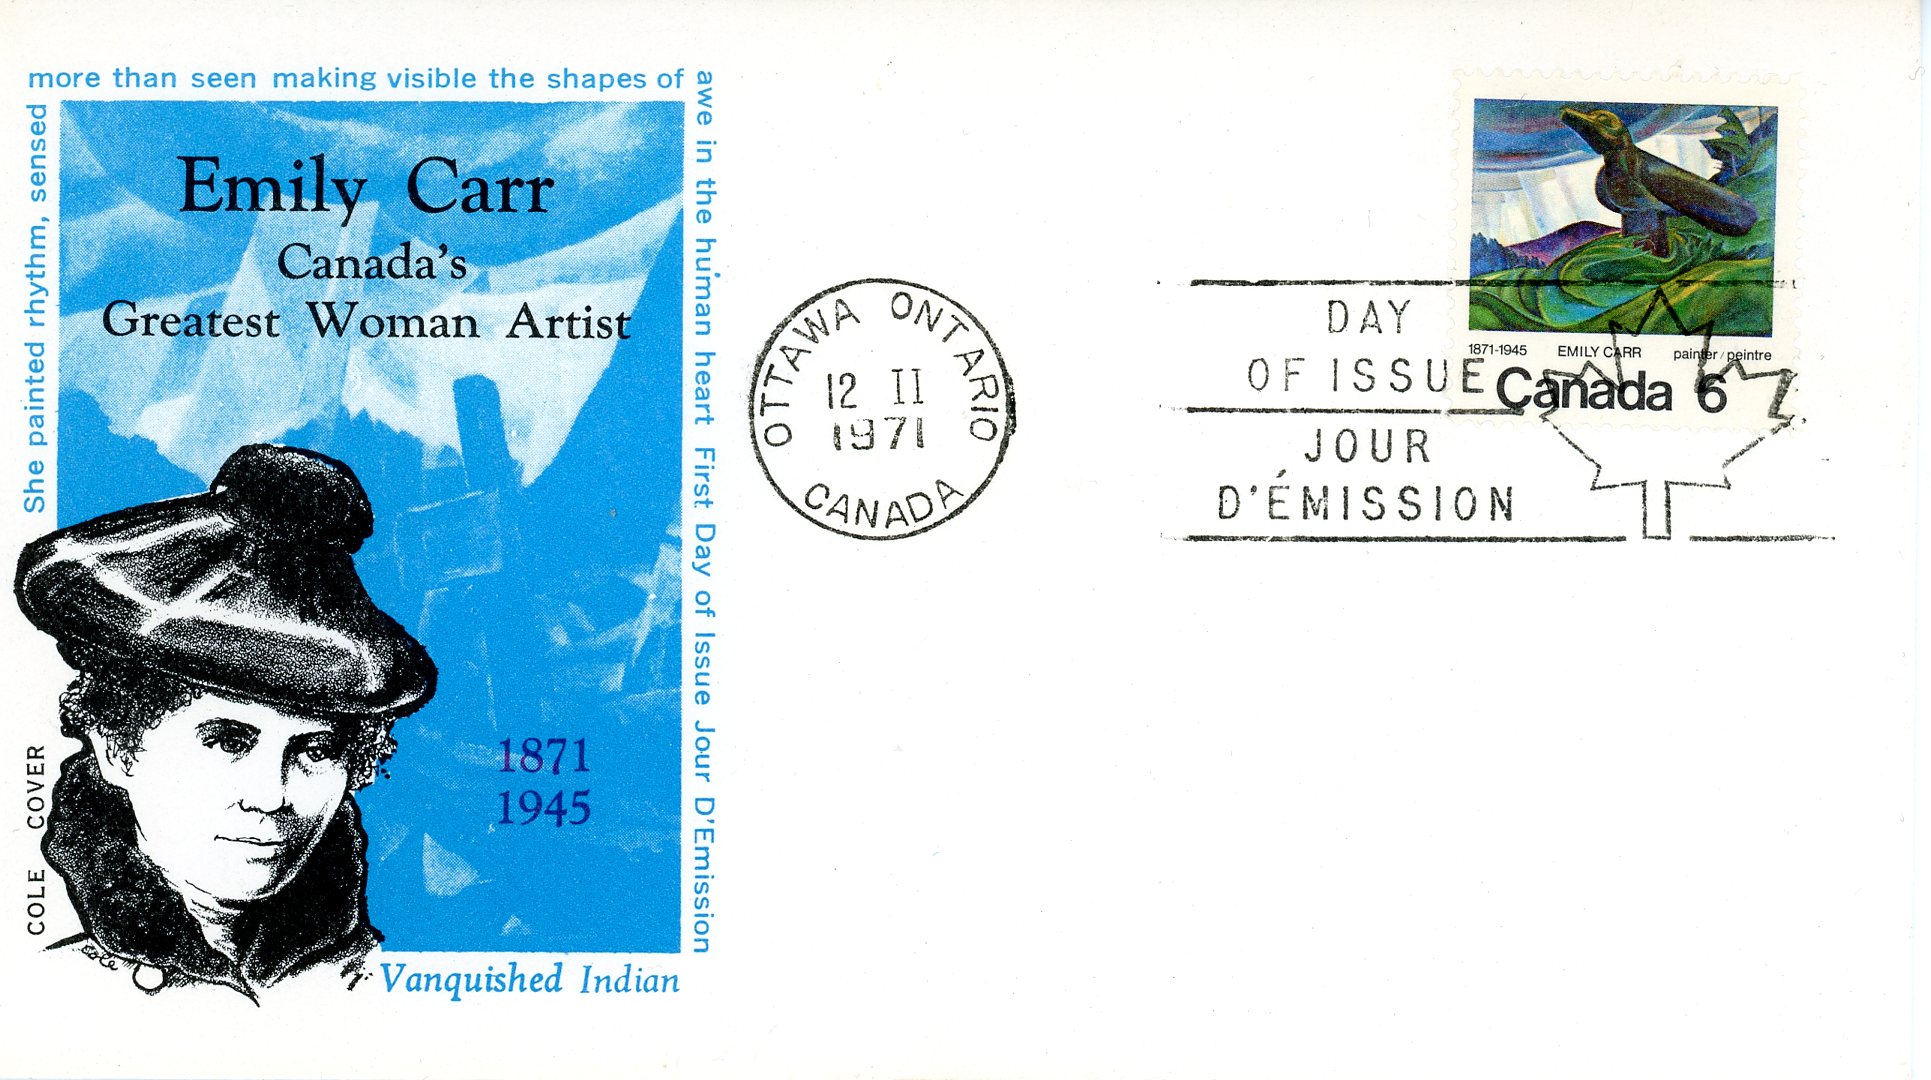 She painted rhythm, sensed
more than seen making visible the shapes of
awe in the human heart First Day of Issue Jour D'Emission
Emily Carr
Canada's
Greatest Woman Artist
1871
1945
COLE COVER
Cole
Vanquished Indian
OTTAWA ONTARIO
12 II
1971
CANADA
DAY
OF ISSUE
JOUR
D'ÉMISSION
1871-1945 EMILY CARR painter / peintre
Canada 6